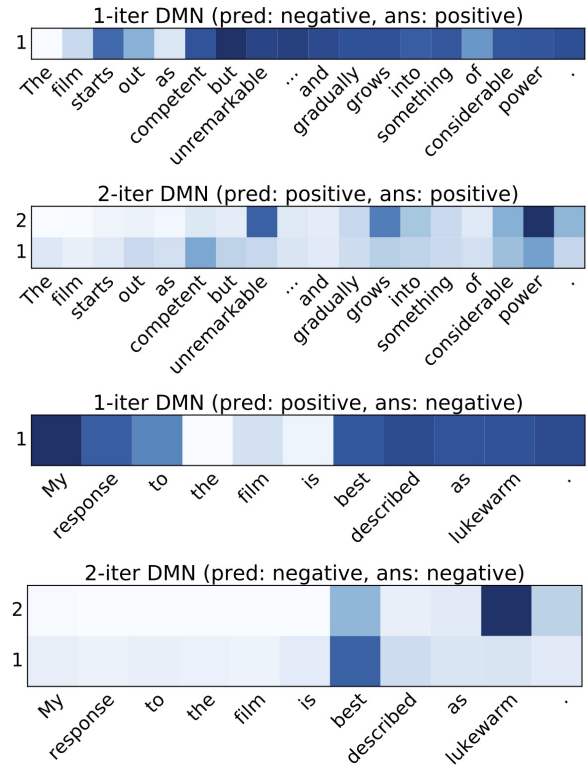 1-iter DMN (pred: negative, ans: positive)
1
The film starts out as competent but unremarkable ... and gradually grows into something of considerable power .
2-iter DMN (pred: positive, ans: positive)
2
1
The film starts out as competent but unremarkable ... and gradually grows into something of considerable power .
1-iter DMN (pred: positive, ans: negative)
1
My response to the film is best described as lukewarm .
2-iter DMN (pred: negative, ans: negative)
2
1
My response to the film is best described as lukewarm .